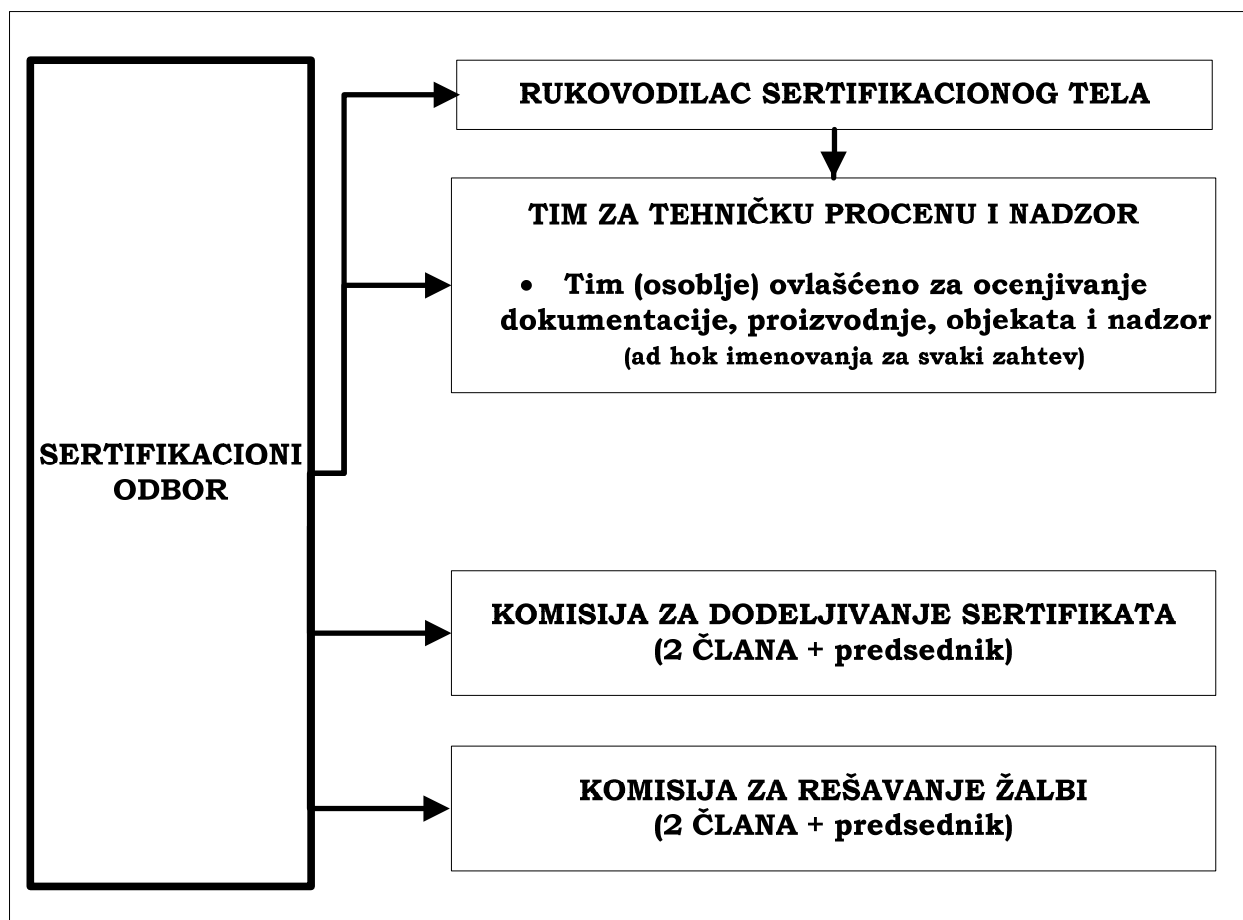 SERTIFIKACIONI
ODBOR
RUKOVODILAC SERTIFIKACIONOG TELA
TIM ZA TEHNIČKU PROCENU I NADZOR
• Tim (osoblje) ovlašćeno za ocenjivanje
dokumentacije, proizvodnje, objekata i nadzor
(ad hok imenovanja za svaki zahtev)
KOMISIJA ZA DODELJIVANJE SERTIFIKATA
(2 ČLANA + predsednik)
KOMISIJA ZA REŠAVANJE ŽALBI
(2 ČLANA + predsednik)